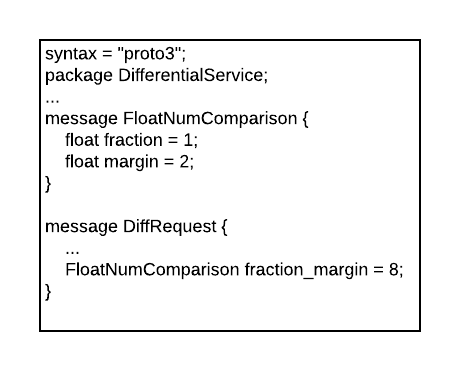 syntax = "proto3";
package DifferentialService;
...
message FloatNumComparison {
    float fraction = 1;
    float margin = 2;
}

message DiffRequest {
    ...
    FloatNumComparison fraction_margin = 8;
}